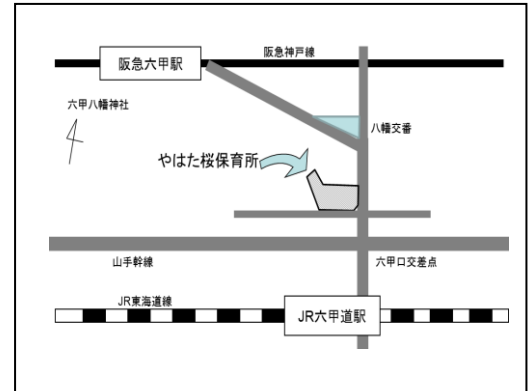 阪急神戸線
阪急六甲駅
六甲八幡神社
八幡交番
やはた桜保育所
山手幹線
六甲口交差点
JR東海道線
JR六甲道駅